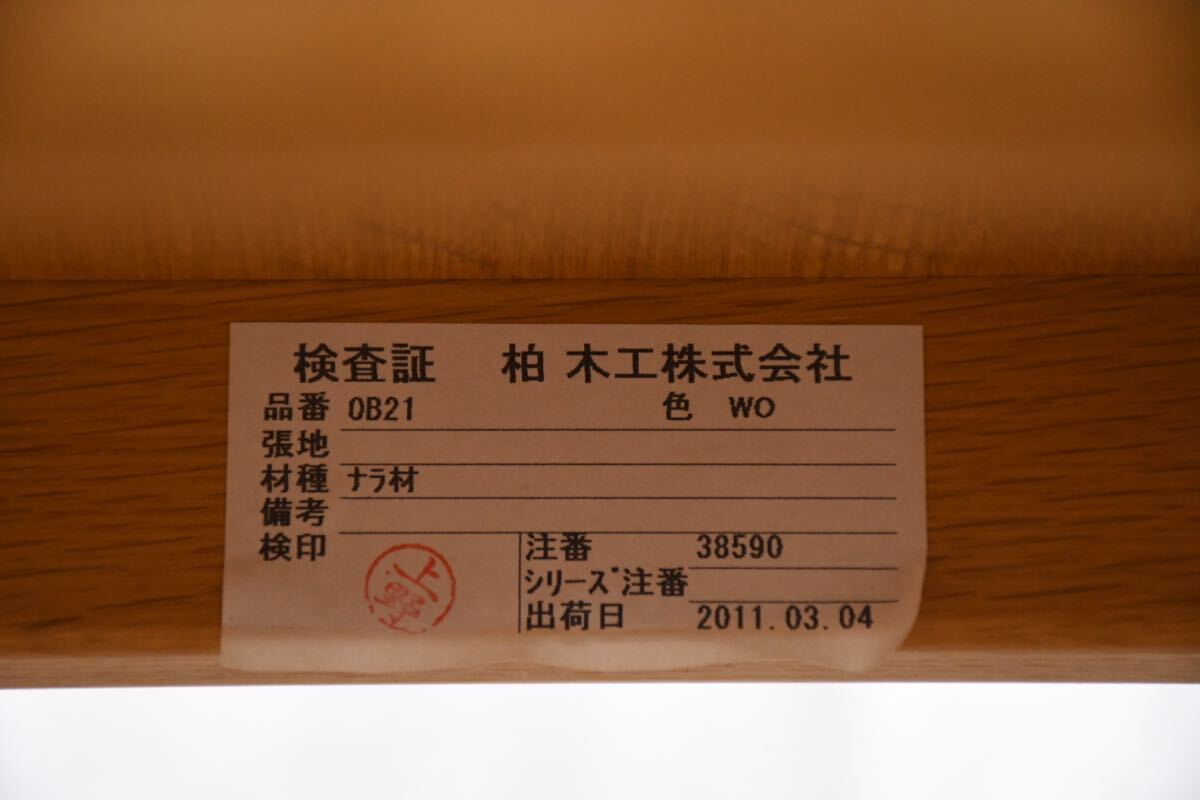 検査証 柏木工株式会社
品番 OB21 色 WO
張地
材種 ﾅﾗ材
備考
検印 上野
注番 38590
ｼﾘｰｽﾞ注番
出荷日 2011.03.04